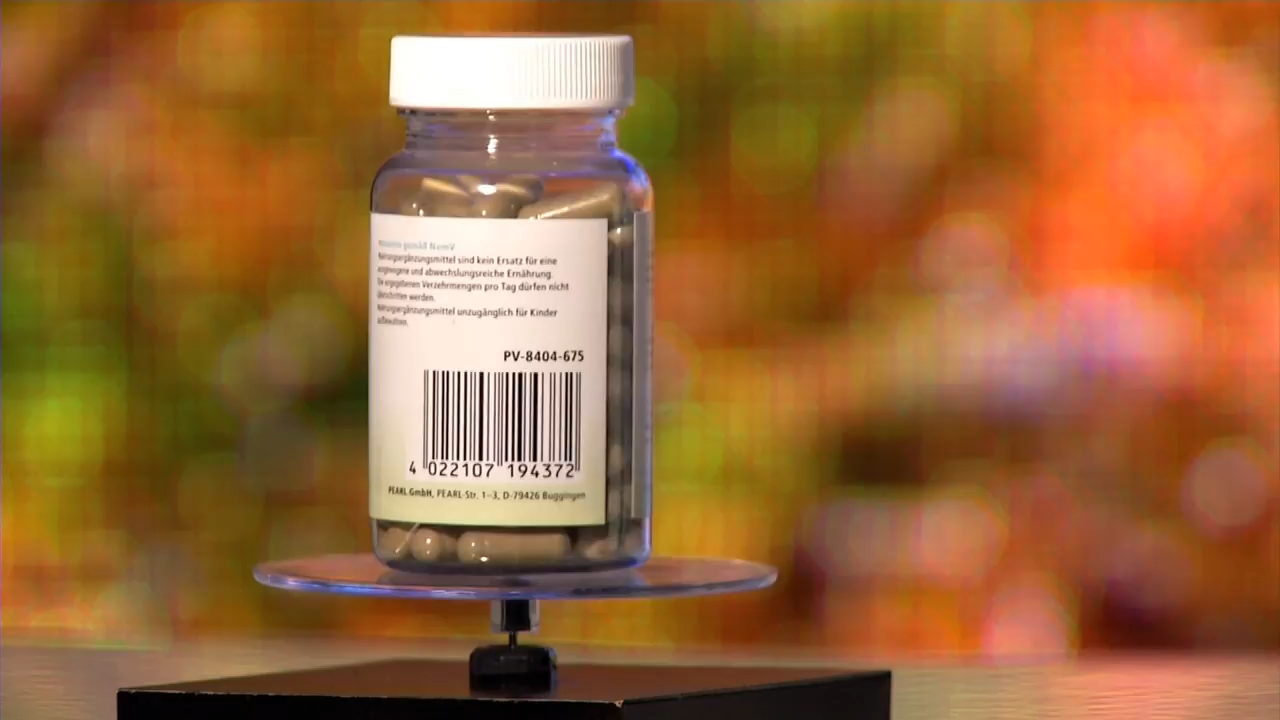 Hinweis gemäß NemV
Nahrungsergänzungsmittel sind kein Ersatz für eine
ausgewogene und abwechslungsreiche Ernährung.
Die angegebenen Verzehrmengen pro Tag dürfen nicht
überschritten werden.
Nahrungsergänzungsmittel unzugänglich für Kinder
aufbewahren.
PV-8404-675
4 022107 194372
PEARL GmbH, PEARL-Str. 1–3, D-79426 Buggingen